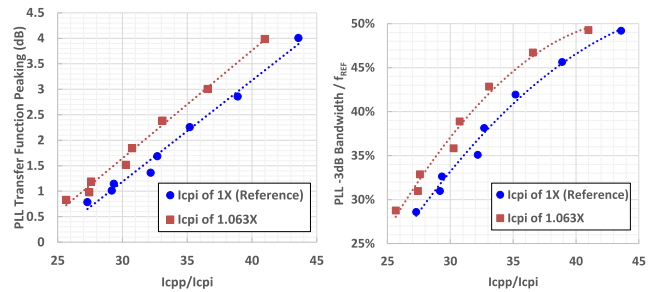 PLL Transfer Function Peaking (dB)
4.5
4
3.5
3
2.5
2
1.5
1
0.5
0
25 30 35 40 45
Icpp/Icpi
Icpi of 1X (Reference)
Icpi of 1.063X
PLL -3dB Bandwidth / fREF
50%
45%
40%
35%
30%
25%
25 30 35 40 45
Icpp/Icpi
Icpi of 1X (Reference)
Icpi of 1.063X